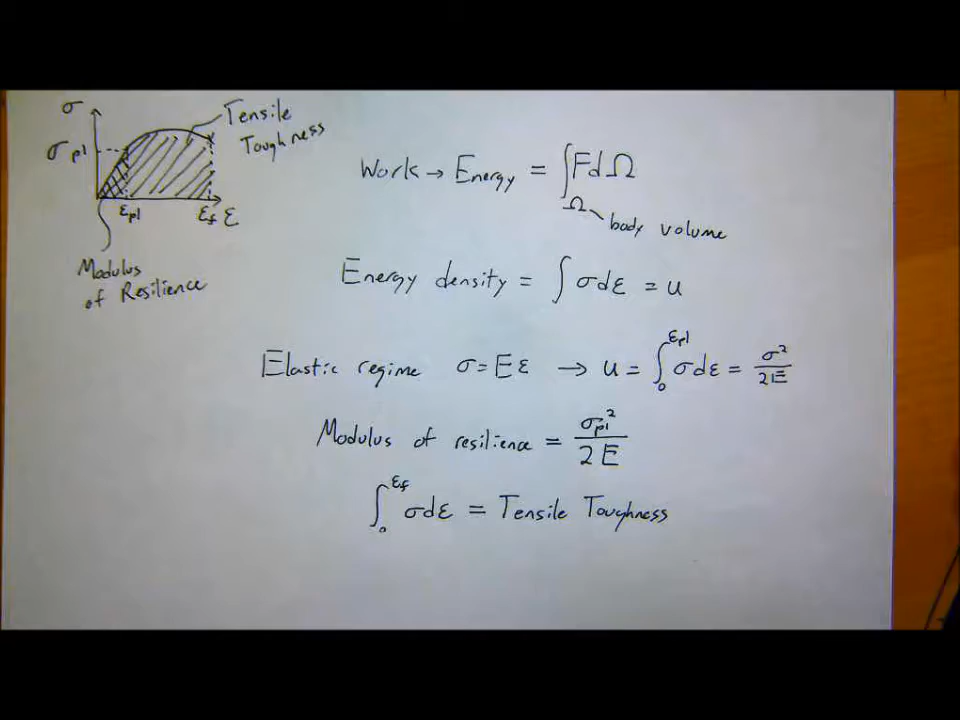 σ
Tensile
Toughness
σpl
εpl
εf ε
Modulus
of Resilience
Work → Energy = ∫Ω F dΩ
body volume
Energy density = ∫ σdε = u
Elastic regime σ = Eε → u = ∫₀^εpl σdε = σ²/2E
Modulus of resilience = σpl²/2E
∫₀^εf σdε = Tensile Toughness